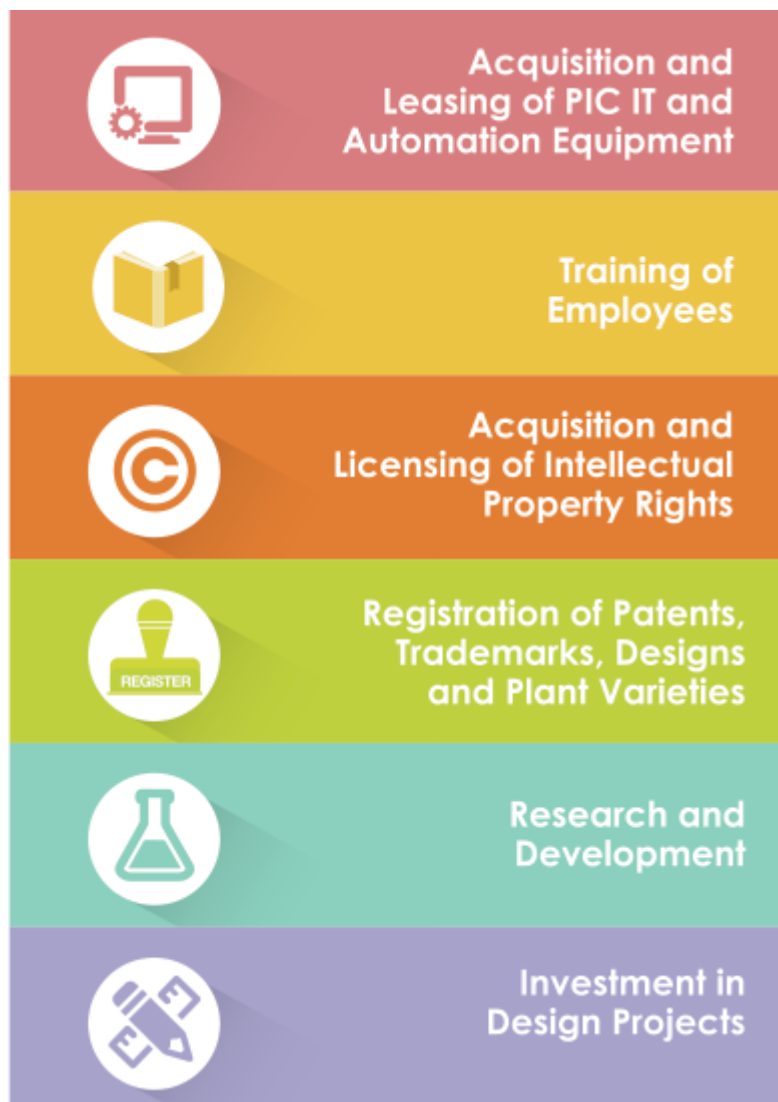 Acquisition and
Leasing of PIC IT and
Automation Equipment
Training of
Employees
Acquisition and
Licensing of Intellectual
Property Rights
REGISTER
Registration of Patents,
Trademarks, Designs
and Plant Varieties
Research and
Development
Investment in
Design Projects